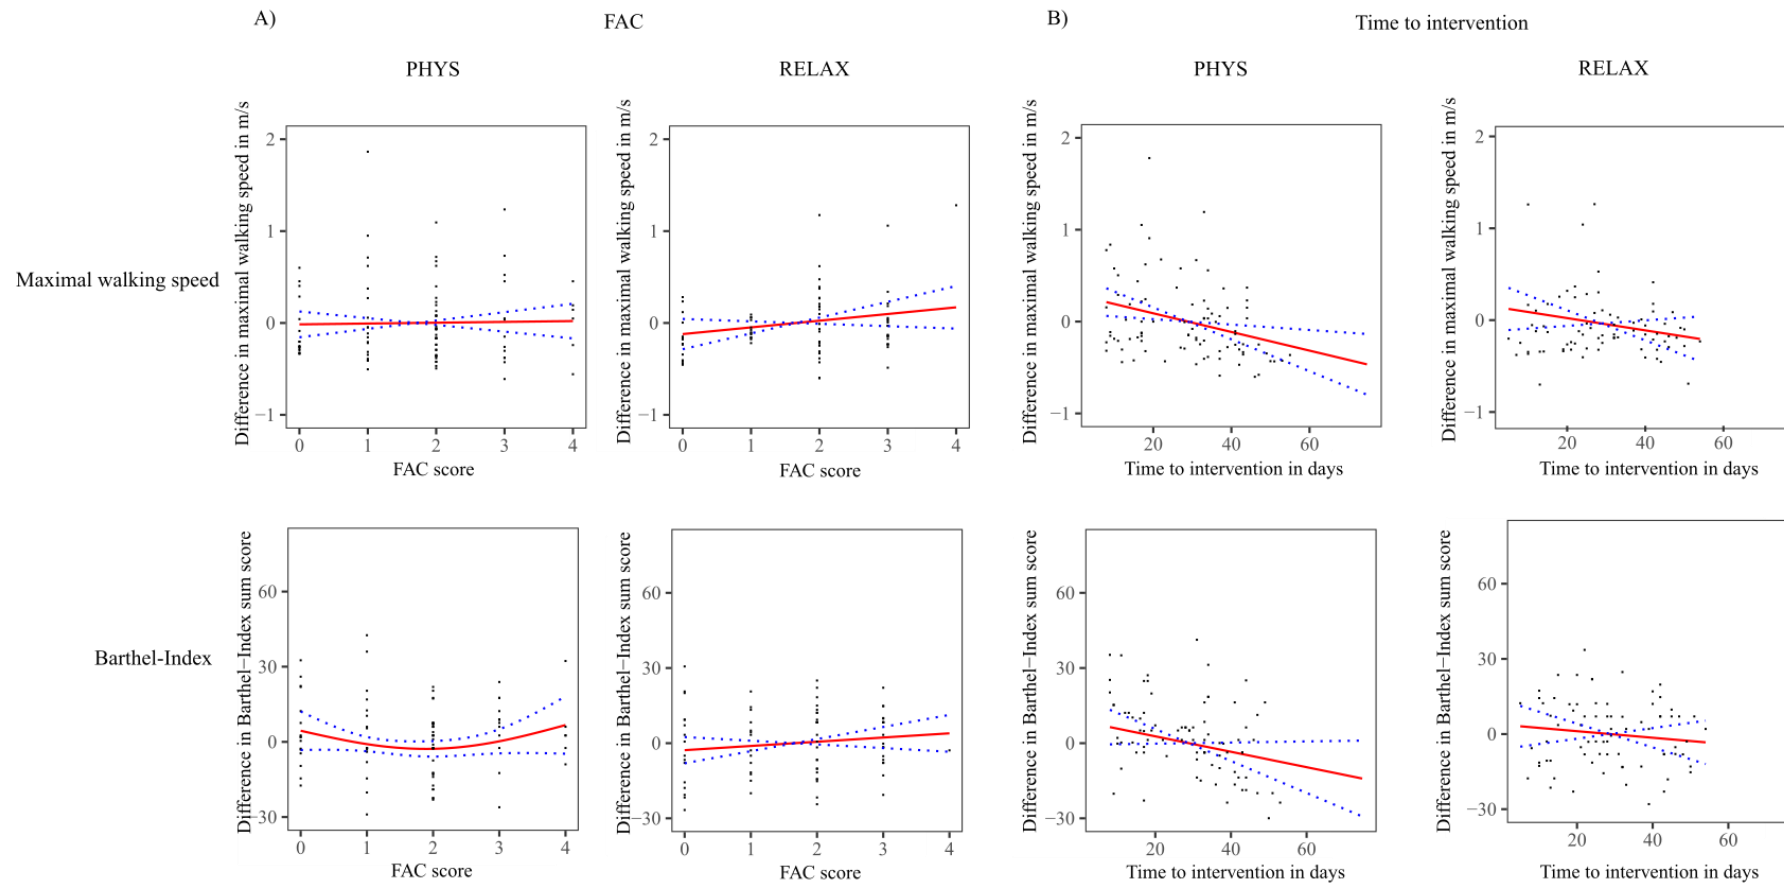 A)
FAC
B)
Time to intervention
PHYS
RELAX
PHYS
RELAX
Maximal walking speed
Difference in maximal walking speed in m/s
2
1
0
−1
0 1 2 3 4
FAC score
Difference in maximal walking speed in m/s
2
1
0
−1
0 1 2 3 4
FAC score
Difference in maximal walking speed in m/s
2
1
0
−1
20 40 60
Time to intervention in days
Difference in maximal walking speed in m/s
2
1
0
−1
20 40 60
Time to intervention in days
Barthel-Index
Difference in Barthel−Index sum score
60
30
0
−30
0 1 2 3 4
FAC score
Difference in Barthel−Index sum score
60
30
0
−30
0 1 2 3 4
FAC score
Difference in Barthel−Index sum score
60
30
0
−30
20 40 60
Time to intervention in days
Difference in Barthel−Index sum score
60
30
0
−30
20 40 60
Time to intervention in days